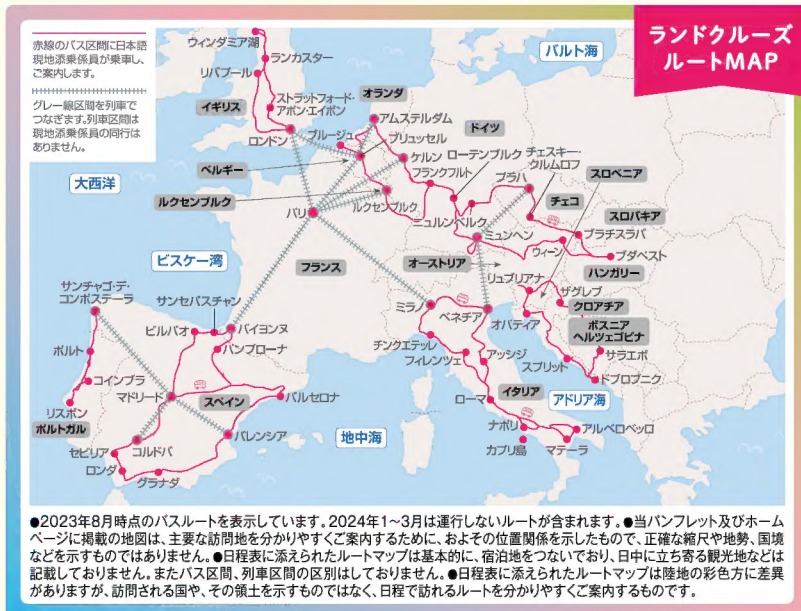 ランドクルーズ
ルートMAP
赤線のバス区間に日本語
現地添乗係員が乗車し、
ご案内します。
グレー線区間を列車で
つなぎます。列車区間は
現地添乗係員の同行は
ありません。
ウィンダミア湖
ランカスター
リバプール
ストラットフォード・
アポン・エイボン
イギリス
ロンドン
バルト海
オランダ
アムステルダム
ブルージュ
ブリュッセル
ドイツ
ケルン
ベルギー
フランクフルト
ローテンブルク
チェスキー・
クルムロフ
スロベニア
大西洋
ルクセンブルク
ルクセンブルク
プラハ
チェコ
スロバキア
パリ
ニュルンベルク
ミュンヘン
ブラチスラバ
ウィーン
ブダペスト
ビスケー湾
フランス
オーストリア
リュブリアナ
ハンガリー
ザグレブ
サンチャゴ・デ・
コンポステーラ
サンセバスチャン
ミラノ
ベネチア
オパティア
クロアチア
ビルバオ
バイヨンヌ
ボスニア
ヘルツェゴビナ
パンプローナ
チンクエテッレ
サラエボ
ポルト
フィレンツェ
アッシジ
スプリット
コインブラ
ドブロブニク
マドリード
スペイン
バルセロナ
イタリア
アドリア海
リスボン
ローマ
ポルトガル
バレンシア
地中海
ナポリ
アルベロベッロ
セビリア
コルドバ
カプリ島
マテーラ
ロンダ
グラナダ
●2023年8月時点のバスルートを表示しています。2024年1~3月は運行しないルートが含まれます。●当パンフレット及びホーム
ページに掲載の地図は、主要な訪問地を分かりやすくご案内するために、おおよその位置関係を示したもので、正確な縮尺や地勢、国境
などを示すものではありません。●日程表に添えられたルートマップは基本的に、宿泊地をつないでおり、日中に立ち寄る観光地などは
記載しておりません。またバス区間、列車区間の区別はしておりません。●日程表に添えられたルートマップは陸地の彩色方に差異
がありますが、訪問される国や、その領土を示すものではなく、日程で訪れるルートを分かりやすくご案内するものです。